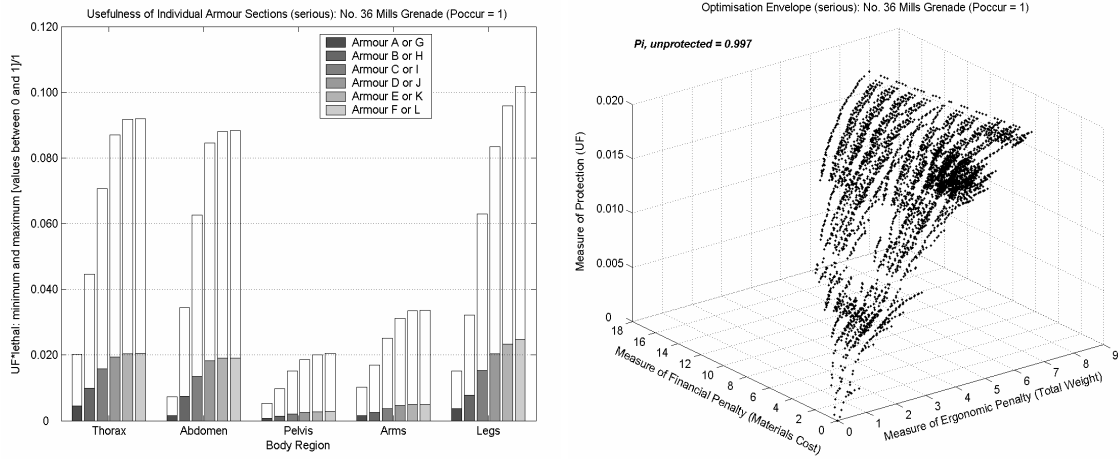 Usefulness of Individual Armour Sections (serious): No. 36 Mills Grenade (Poccur = 1)
0.120
0.100
0.080
0.060
0.040
0.020
0
UF*lethal: minimum and maximum [values between 0 and 1]/1
Armour A or G
Armour B or H
Armour C or I
Armour D or J
Armour E or K
Armour F or L
Thorax Abdomen Pelvis Arms Legs
Body Region
Optimisation Envelope (serious): No. 36 Mills Grenade (Poccur = 1)
Pi, unprotected = 0.997
0.020
0.015
0.010
0.005
0
Measure of Protection (UF)
18 16 14 12 10 8 6 4 2 0
Measure of Financial Penalty (Materials Cost)
0 1 2 3 4 5 6 7 8 9
Measure of Ergonomic Penalty (Total Weight)